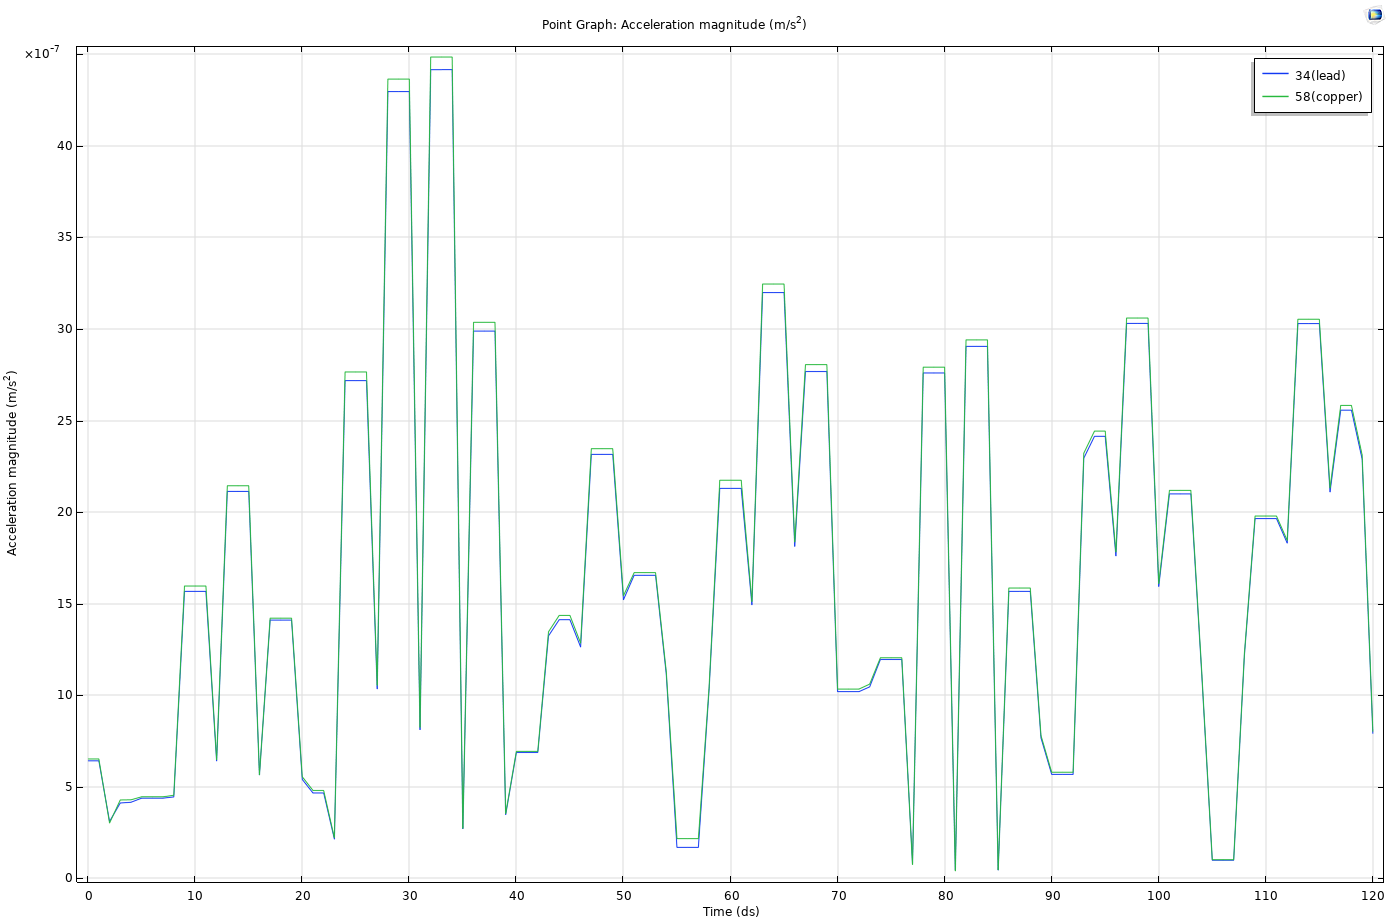 Point Graph: Acceleration magnitude (m/s²)
×10⁻⁷
34(lead)
58(copper)
40
35
30
25
20
15
10
5
0
Acceleration magnitude (m/s²)
0 10 20 30 40 50 60 70 80 90 100 110 120
Time (ds)